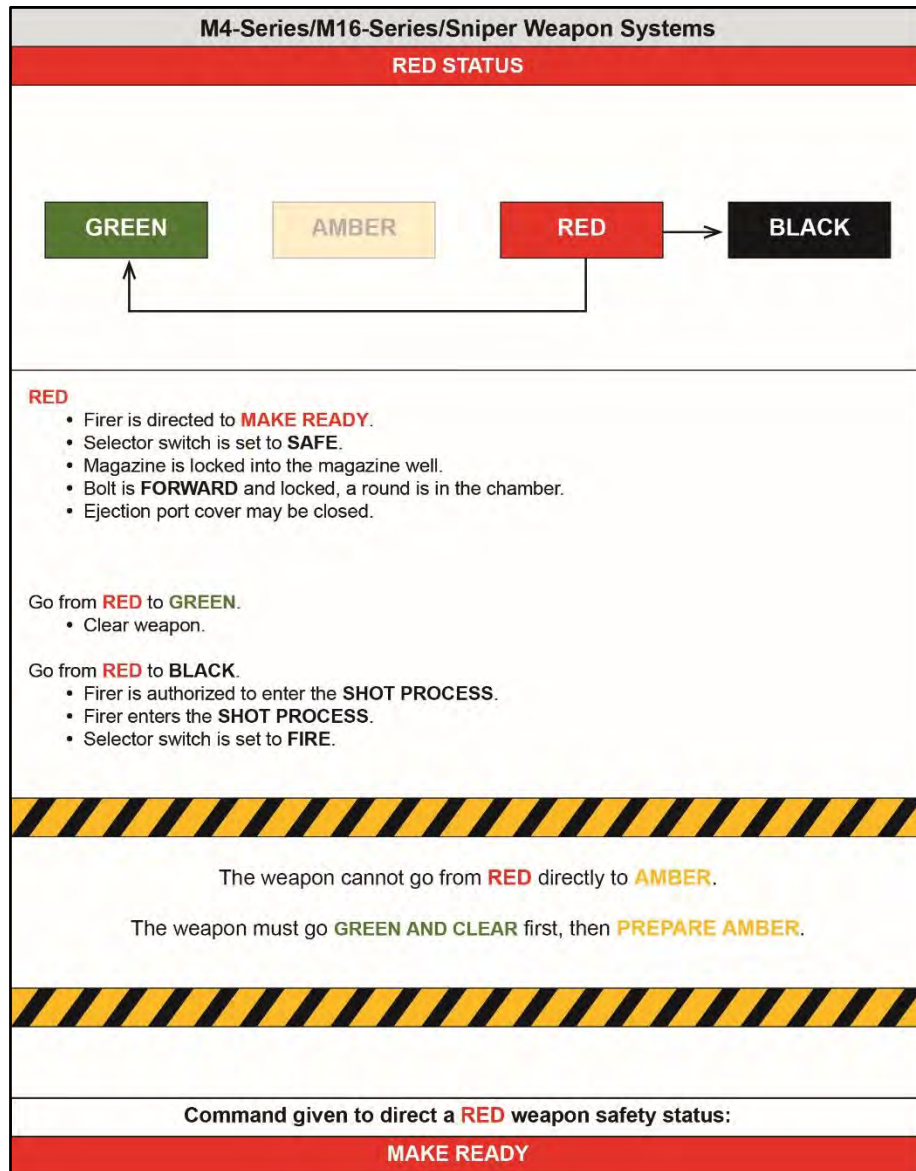 M4-Series/M16-Series/Sniper Weapon Systems
RED STATUS
GREEN
AMBER
RED
BLACK
RED
• Firer is directed to MAKE READY.
• Selector switch is set to SAFE.
• Magazine is locked into the magazine well.
• Bolt is FORWARD and locked, a round is in the chamber.
• Ejection port cover may be closed.
Go from RED to GREEN.
• Clear weapon.
Go from RED to BLACK.
• Firer is authorized to enter the SHOT PROCESS.
• Firer enters the SHOT PROCESS.
• Selector switch is set to FIRE.
The weapon cannot go from RED directly to AMBER.
The weapon must go GREEN AND CLEAR first, then PREPARE AMBER.
Command given to direct a RED weapon safety status:
MAKE READY